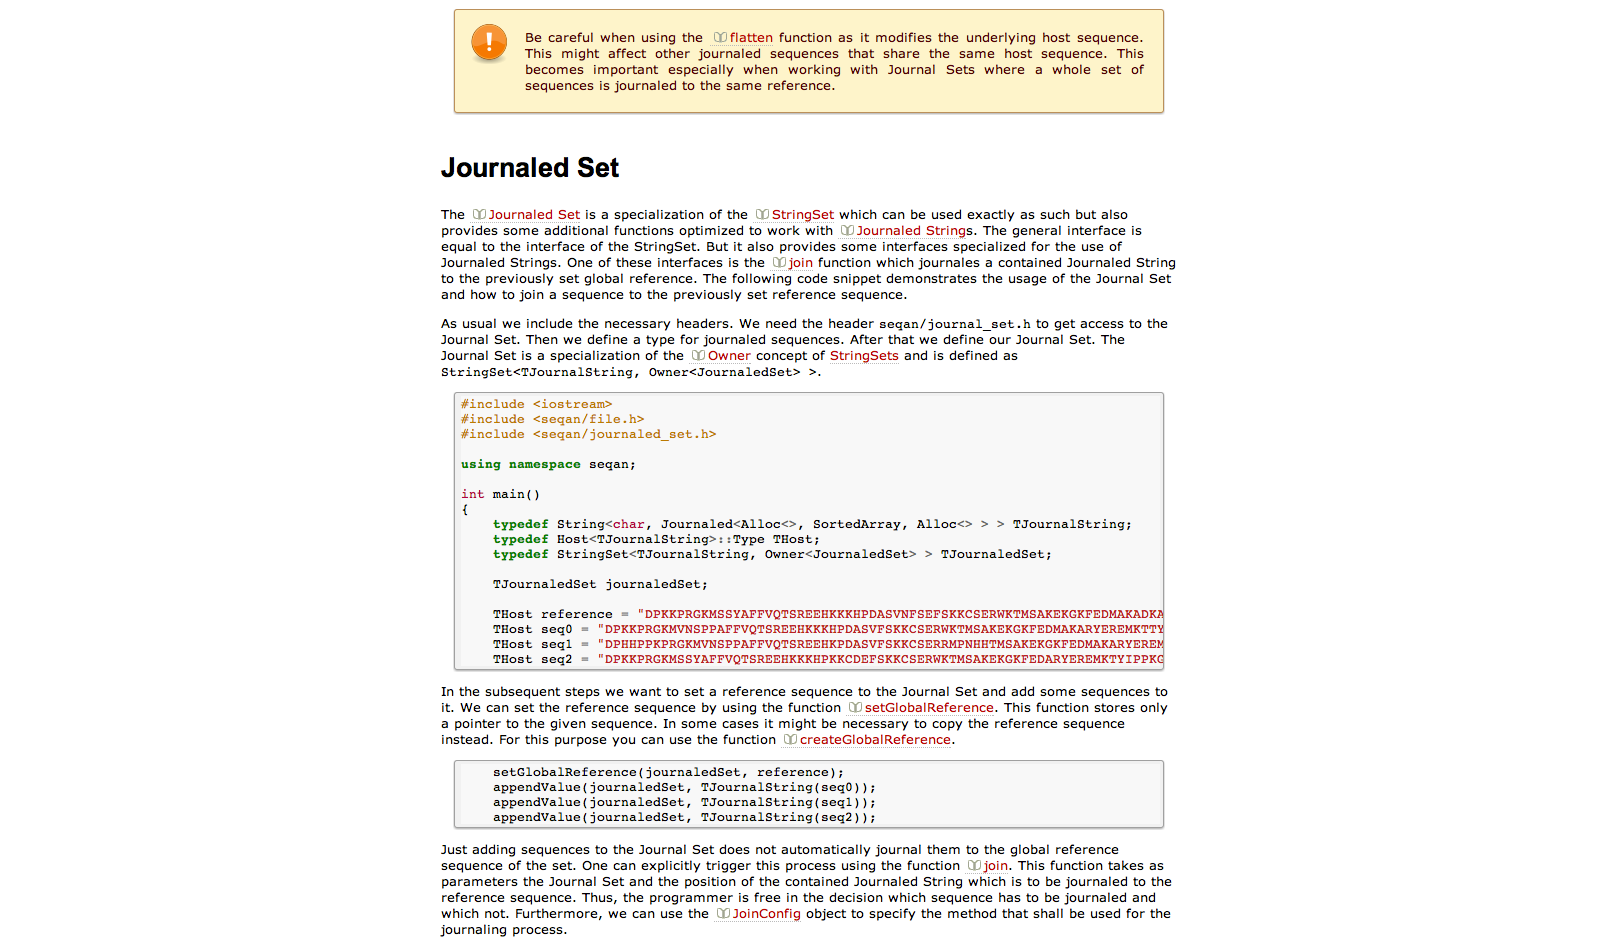 Be careful when using the flatten function as it modifies the underlying host sequence.
This might affect other journaled sequences that share the same host sequence. This
becomes important especially when working with Journal Sets where a whole set of
sequences is journaled to the same reference.
Journaled Set
The Journaled Set is a specialization of the StringSet which can be used exactly as such but also
provides some additional functions optimized to work with Journaled Strings. The general interface is
equal to the interface of the StringSet. But it also provides some interfaces specialized for the use of
Journaled Strings. One of these interfaces is the join function which journales a contained Journaled String
to the previously set global reference. The following code snippet demonstrates the usage of the Journal Set
and how to join a sequence to the previously set reference sequence.
As usual we include the necessary headers. We need the header seqan/journal_set.h to get access to the
Journal Set. Then we define a type for journaled sequences. After that we define our Journal Set. The
Journal Set is a specialization of the Owner concept of StringSets and is defined as
StringSet<TJournalString, Owner<JournaledSet> >.
#include <iostream>
#include <seqan/file.h>
#include <seqan/journaled_set.h>
using namespace seqan;
int main()
{
typedef String<char, Journaled<Alloc<>, SortedArray, Alloc<> > > TJournalString;
typedef Host<TJournalString>::Type THost;
typedef StringSet<TJournalString, Owner<JournaledSet> > TJournaledSet;
TJournaledSet journaledSet;
THost reference = "DPKKPRGKMSSYAFFVQTSREEHKKKHPDASVNFSEFSKKCSERWKTMSAKEKGKFEDMAKADKA
THost seq0 = "DPKKPRGKMVNSPPAFFVQTSREEHKKKHPDASVFSKKCSERWKTMSAKEKGKFEDMAKARYEREMKTTY
THost seq1 = "DPHHPPKPRGKMVNSPPAFFVQTSREEHKPDASVFSKKCSERRMPNHHTMSAKEKGKFEDMAKARYEREM
THost seq2 = "DPKKPRGKMSSYAFFVQTSREEHKKKHPKKCDEFSKKCSERWKTMSAKEKGKFEDARYEREMKTYIPPKG
In the subsequent steps we want to set a reference sequence to the Journal Set and add some sequences to
it. We can set the reference sequence by using the function setGlobalReference. This function stores only
a pointer to the given sequence. In some cases it might be necessary to copy the reference sequence
instead. For this purpose you can use the function createGlobalReference.
setGlobalReference(journaledSet, reference);
appendValue(journaledSet, TJournalString(seq0));
appendValue(journaledSet, TJournalString(seq1));
appendValue(journaledSet, TJournalString(seq2));
Just adding sequences to the Journal Set does not automatically journal them to the global reference
sequence of the set. One can explicitly trigger this process using the function join. This function takes as
parameters the Journal Set and the position of the contained Journaled String which is to be journaled to the
reference sequence. Thus, the programmer is free in the decision which sequence has to be journaled and
which not. Furthermore, we can use the JoinConfig object to specify the method that shall be used for the
journaling process.